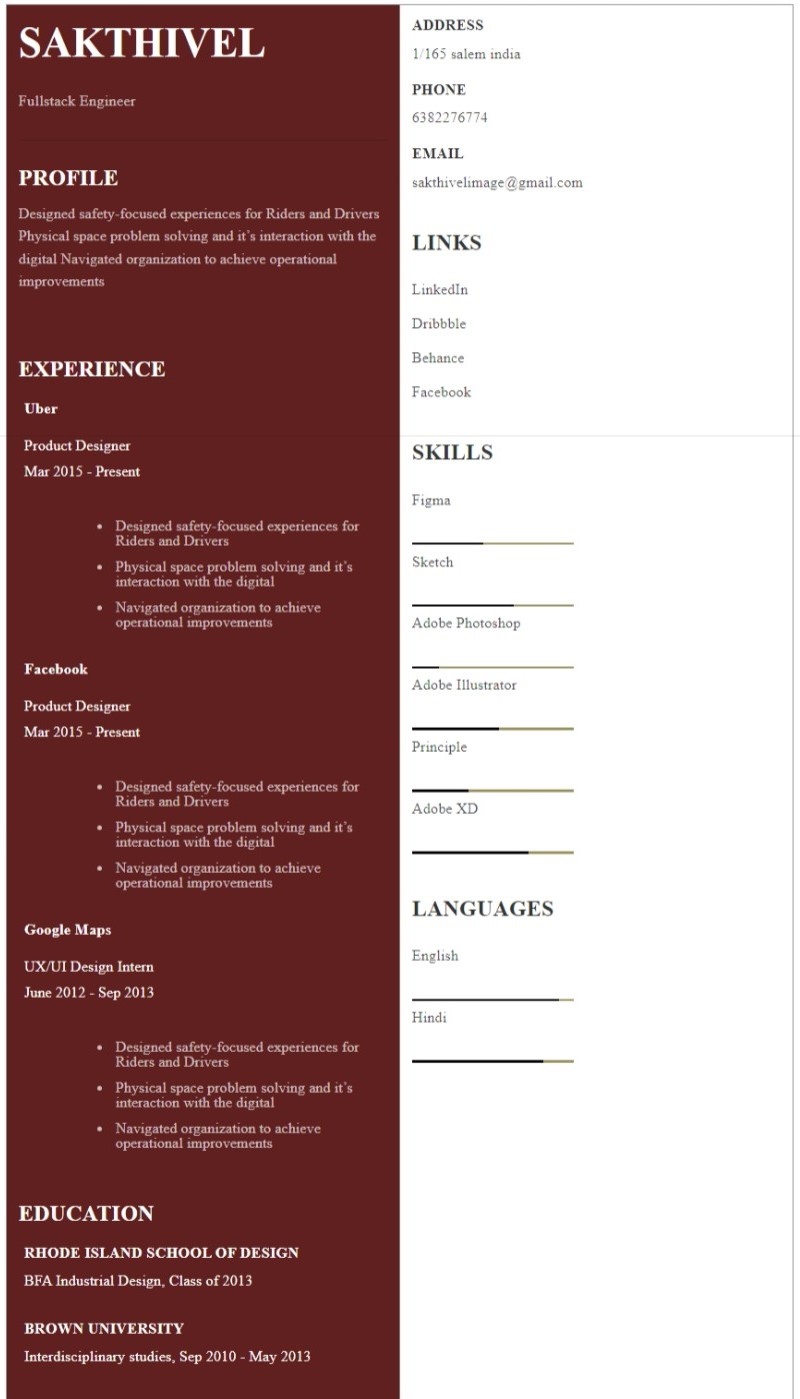 SAKTHIVEL
Fullstack Engineer
PROFILE
Designed safety-focused experiences for Riders and Drivers
Physical space problem solving and it’s interaction with the
digital Navigated organization to achieve operational
improvements
EXPERIENCE
Uber
Product Designer
Mar 2015 - Present
Designed safety-focused experiences for
Riders and Drivers
Physical space problem solving and it’s
interaction with the digital
Navigated organization to achieve
operational improvements
Facebook
Product Designer
Mar 2015 - Present
Designed safety-focused experiences for
Riders and Drivers
Physical space problem solving and it’s
interaction with the digital
Navigated organization to achieve
operational improvements
Google Maps
UX/UI Design Intern
June 2012 - Sep 2013
Designed safety-focused experiences for
Riders and Drivers
Physical space problem solving and it’s
interaction with the digital
Navigated organization to achieve
operational improvements
EDUCATION
RHODE ISLAND SCHOOL OF DESIGN
BFA Industrial Design, Class of 2013
BROWN UNIVERSITY
Interdisciplinary studies, Sep 2010 - May 2013
ADDRESS
1/165 salem india
PHONE
6382276774
EMAIL
sakthivelimage@gmail.com
LINKS
LinkedIn
Dribbble
Behance
Facebook
SKILLS
Figma
Sketch
Adobe Photoshop
Adobe Illustrator
Principle
Adobe XD
LANGUAGES
English
Hindi